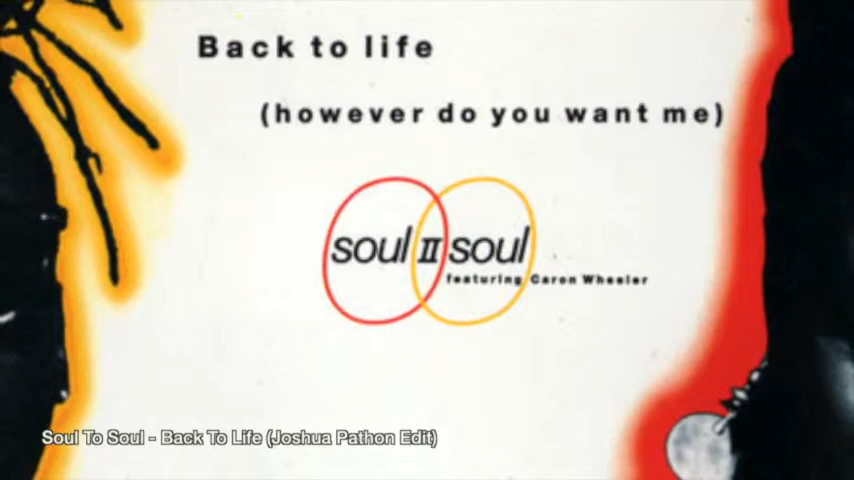 Back to life
(however do you want me)
soul II soul
featuring Caron Wheeler
Soul To Soul - Back To Life (Joshua Pathon Edit)